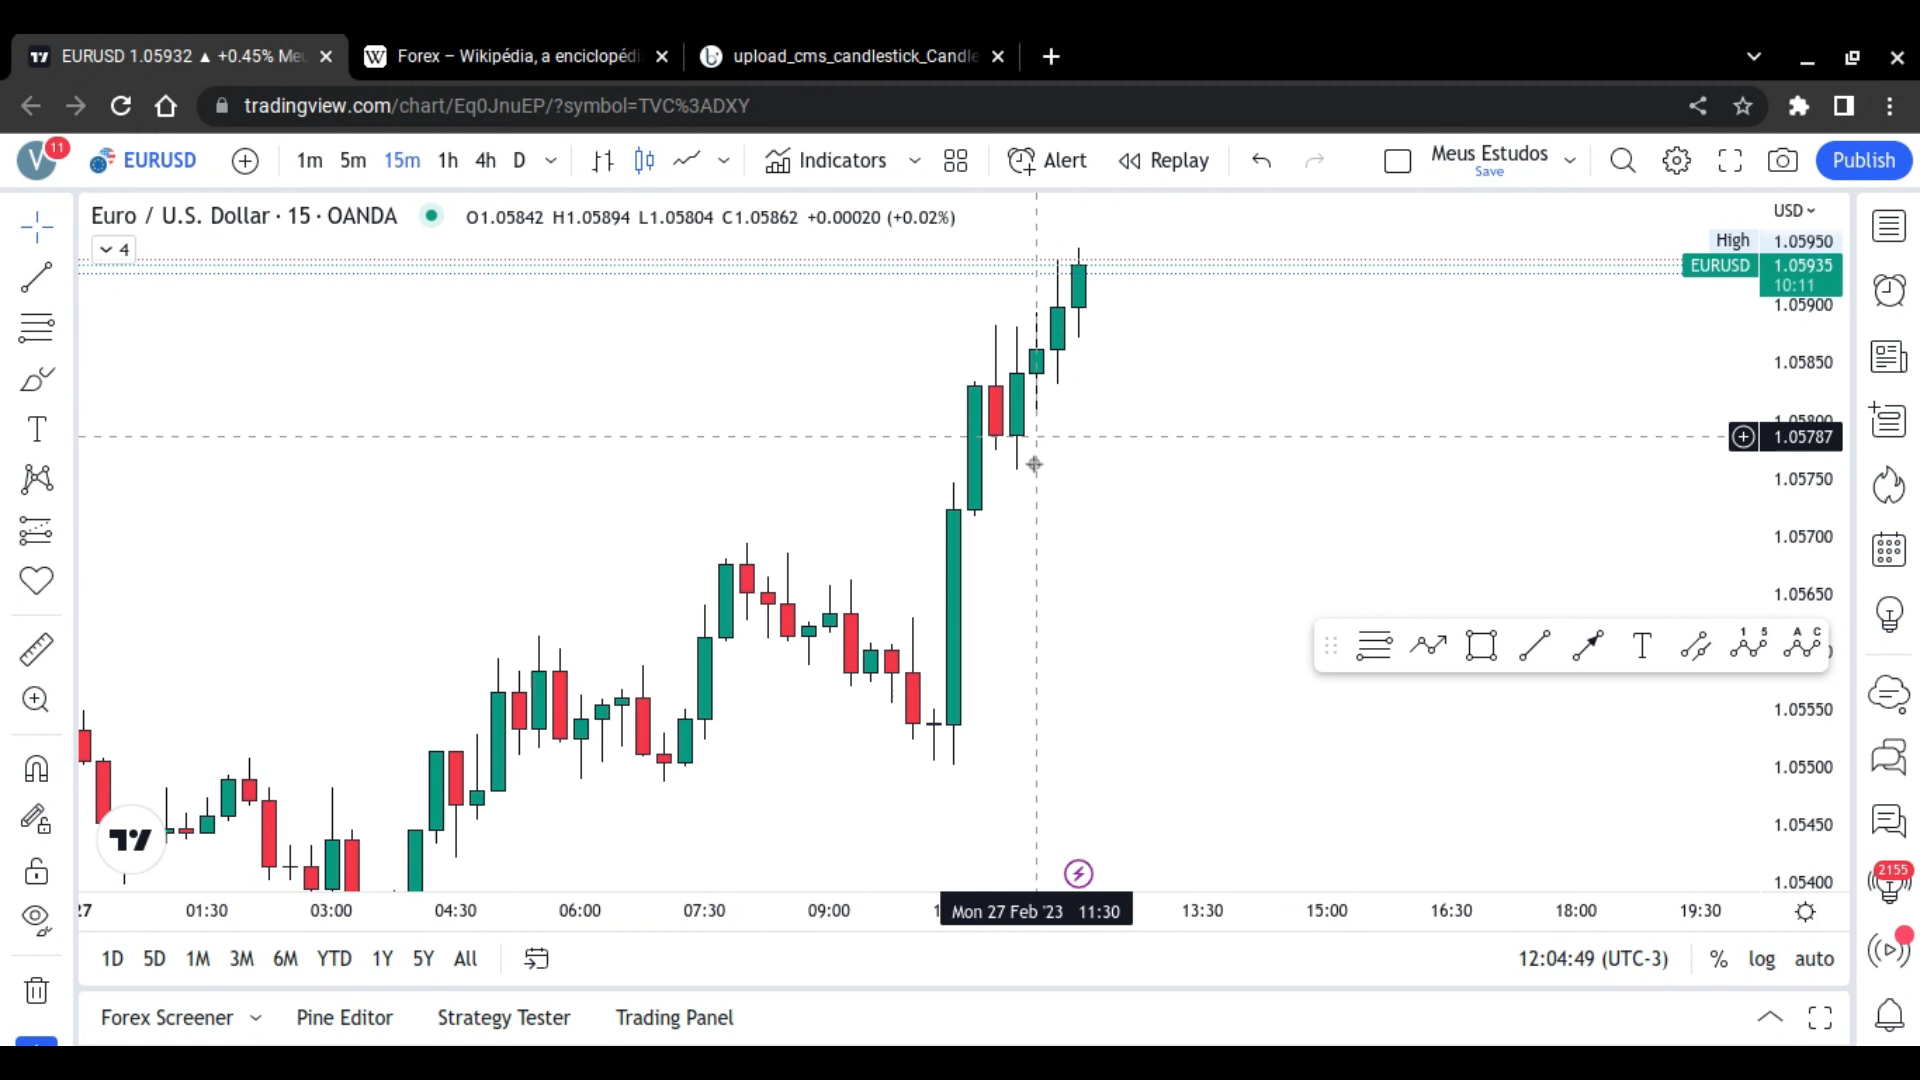 EURUSD 1.05932 ▲ +0.45% Me
Forex – Wikipédia, a enciclopédi
upload_cms_candlestick_Candle
tradingview.com/chart/Eq0JnuEP/?symbol=TVC%3ADXY
V 11 EURUSD 1m 5m 15m 1h 4h D Indicators Alert Replay Meus Estudos Publish
Save
Euro / U.S. Dollar · 15 · OANDA O1.05842 H1.05894 L1.05804 C1.05862 +0.00020 (+0.02%)
USD
4
High 1.05950
EURUSD 1.05935
10:11
1.05900
1.05850
1.05800
1.05787
1.05750
1.05700
1.05650
1 5 A C
1.05550
1.05500
1.05450
1.05400
2155
27 01:30 03:00 04:30 06:00 07:30 09:00 Mon 27 Feb '23 11:30 13:30 15:00 16:30 18:00 19:30
1D 5D 1M 3M 6M YTD 1Y 5Y All 12:04:49 (UTC-3) % log auto
Forex Screener Pine Editor Strategy Tester Trading Panel